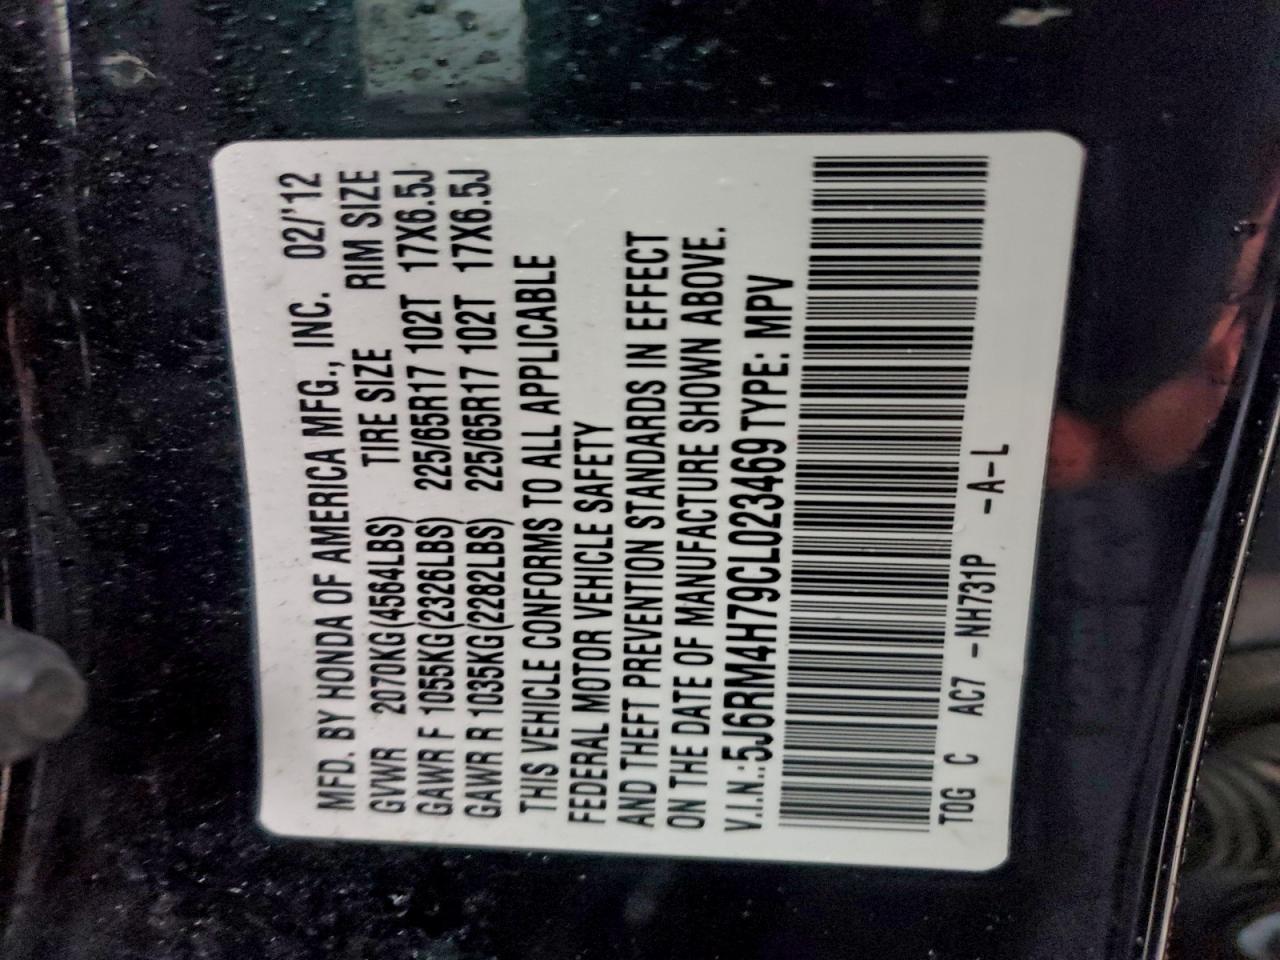 MFD. BY HONDA OF AMERICA MFG., INC. 02/'12
GVWR 2070KG(4564LBS) TIRE SIZE RIM SIZE
GAWR F 1055KG(2326LBS) 225/65R17 102T 17X6.5J
GAWR R 1035KG(2282LBS) 225/65R17 102T 17X6.5J
THIS VEHICLE CONFORMS TO ALL APPLICABLE
FEDERAL MOTOR VEHICLE SAFETY
AND THEFT PREVENTION STANDARDS IN EFFECT
ON THE DATE OF MANUFACTURE SHOWN ABOVE.
V.I.N.:5J6RM4H79CL023469 TYPE: MPV
T0G C AC7 -NH731P -A-L